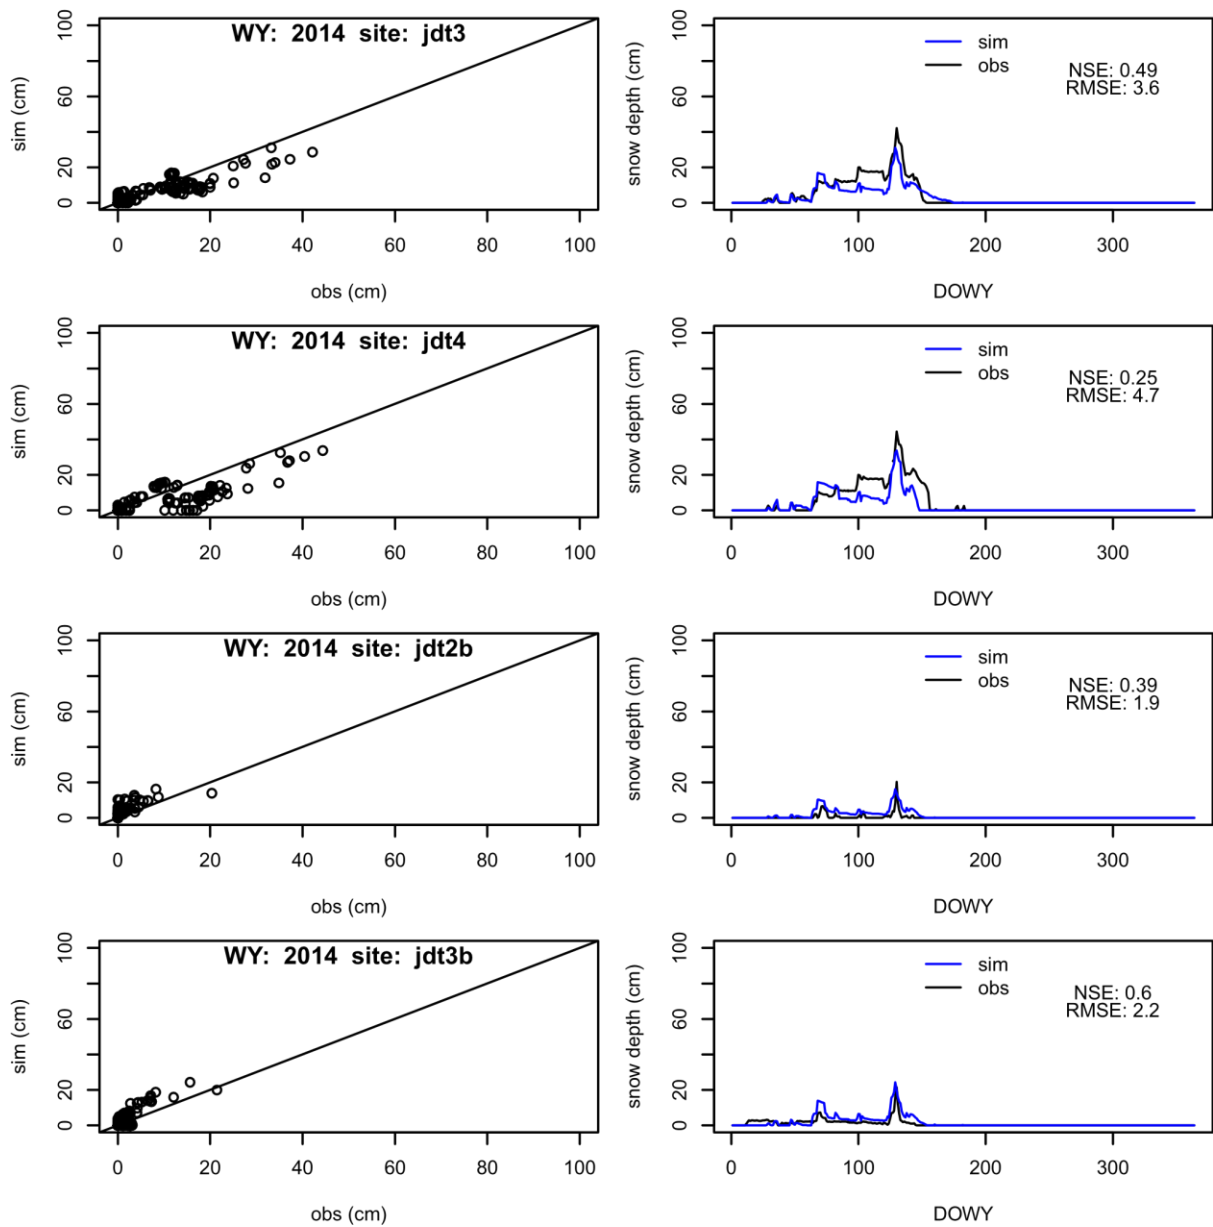 WY: 2014 site: jdt3
sim (cm)
0 20 60 100
0 20 40 60 80 100
obs (cm)
sim
obs
NSE: 0.49
RMSE: 3.6
snow depth (cm)
0 20 60 100
0 100 200 300
DOWY
WY: 2014 site: jdt4
sim (cm)
0 20 60 100
0 20 40 60 80 100
obs (cm)
sim
obs
NSE: 0.25
RMSE: 4.7
snow depth (cm)
0 20 60 100
0 100 200 300
DOWY
WY: 2014 site: jdt2b
sim (cm)
0 20 60 100
0 20 40 60 80 100
obs (cm)
sim
obs
NSE: 0.39
RMSE: 1.9
snow depth (cm)
0 20 60 100
0 100 200 300
DOWY
WY: 2014 site: jdt3b
sim (cm)
0 20 60 100
0 20 40 60 80 100
obs (cm)
sim
obs
NSE: 0.6
RMSE: 2.2
snow depth (cm)
0 20 60 100
0 100 200 300
DOWY